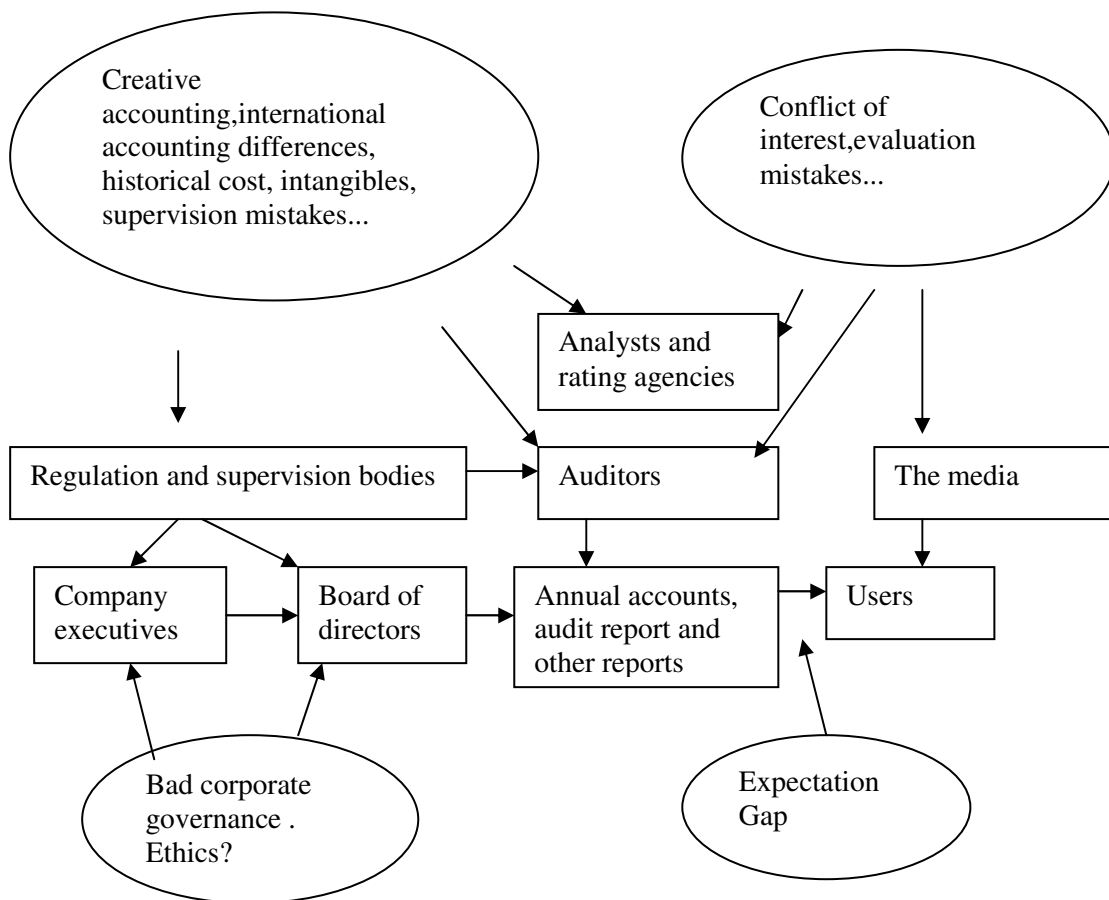 Creative
accounting,international
accounting differences,
historical cost, intangibles,
supervision mistakes...
Conflict of
interest,evaluation
mistakes...
Analysts and
rating agencies
Regulation and supervision bodies
Auditors
The media
Company
executives
Board of
directors
Annual accounts,
audit report and
other reports
Users
Bad corporate
governance .
Ethics?
Expectation
Gap